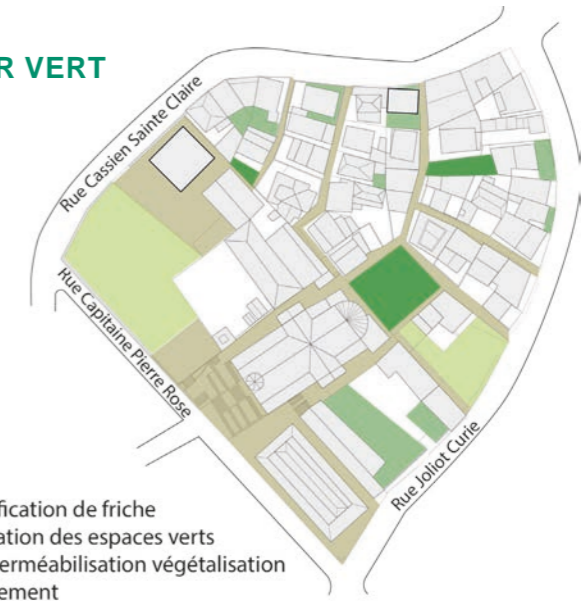 R VERT
Rue Cassien Sainte Claire
Rue Capitaine Pierre Rose
Rue Joliot Curie
fication de friche
ation des espaces verts
erméabilisation végétalisation
ement